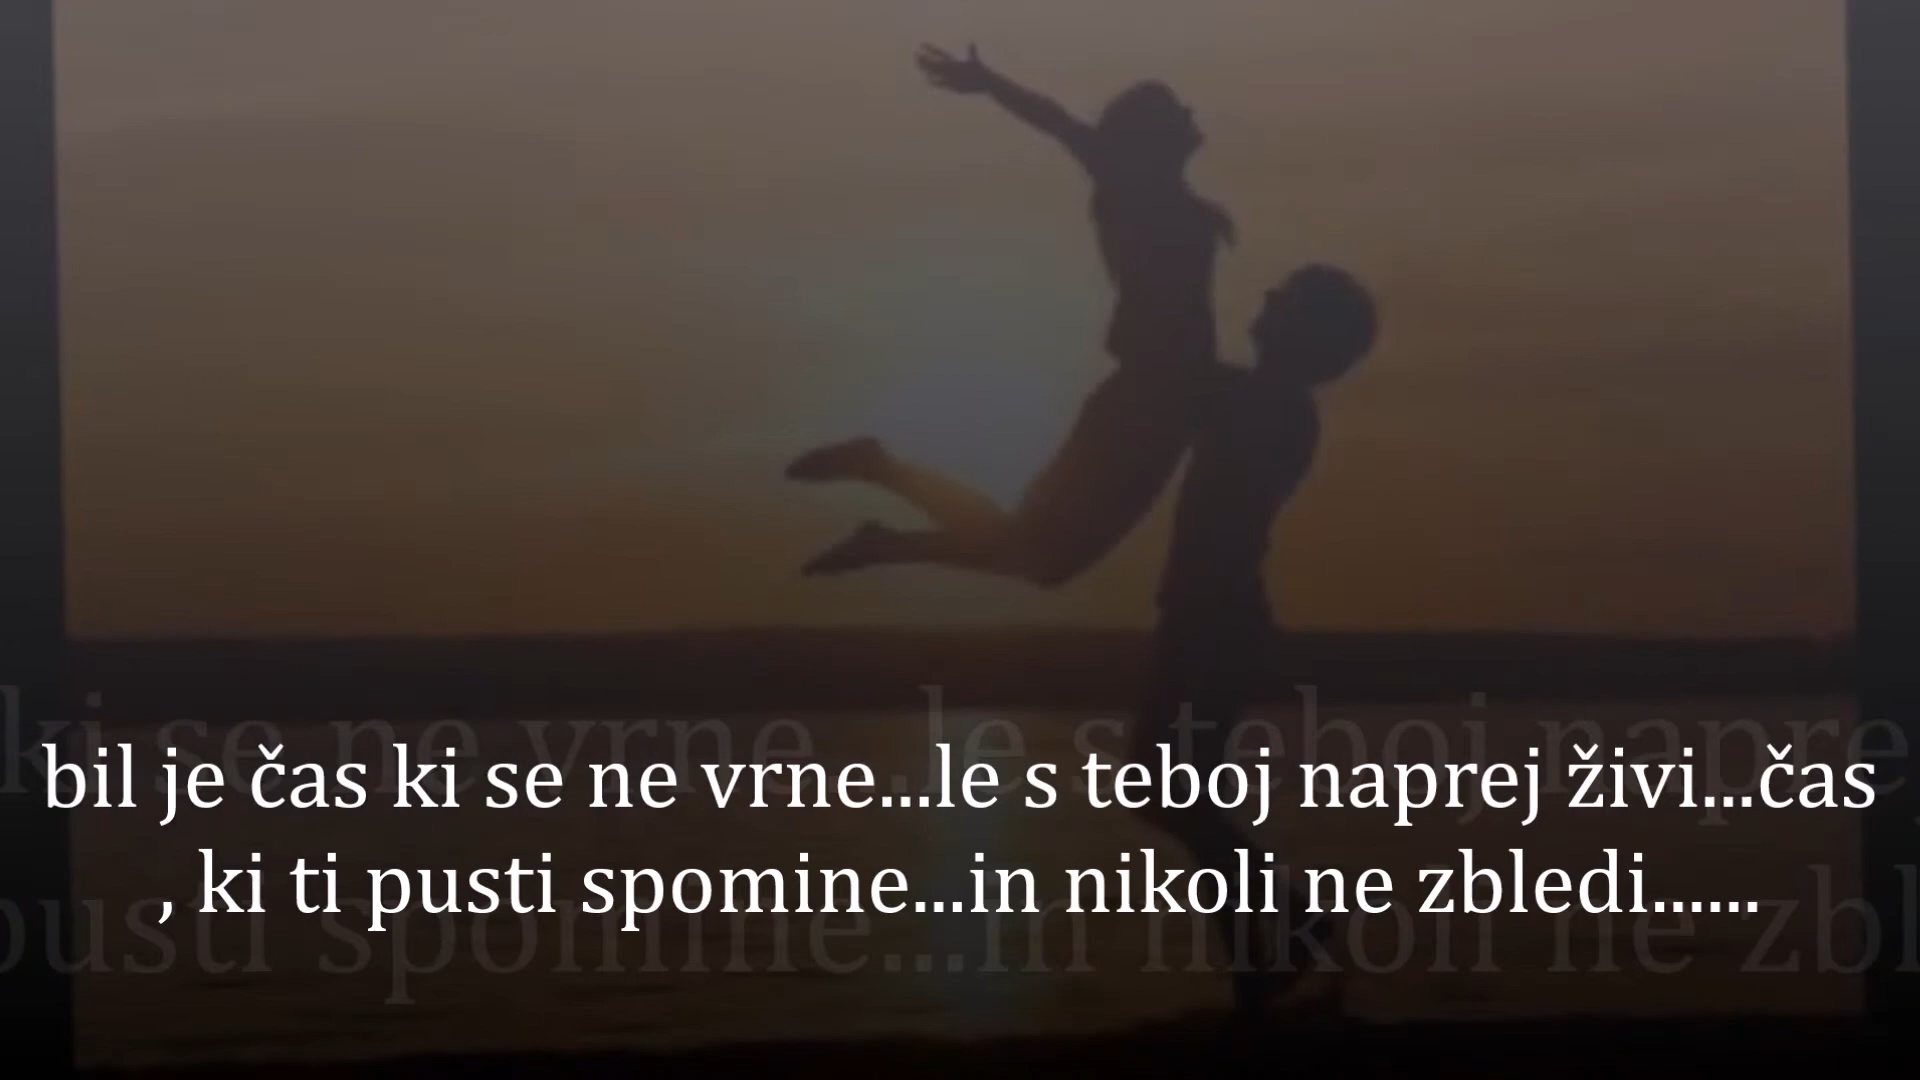 bil je čas ki se ne vrne...le s teboj naprej živi...čas
, ki ti pusti spomine...in nikoli ne zbledi......